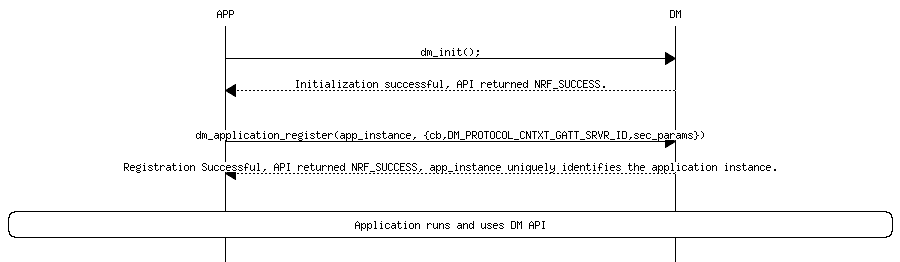 APP DM
dm_init();
Initialization successful, API returned NRF_SUCCESS.
dm_application_register(app_instance, {cb,DM_PROTOCOL_CNTXT_GATT_SRVR_ID,sec_params})
Registration Successful, API returned NRF_SUCCESS, app_instance uniquely identifies the application instance.
Application runs and uses DM API